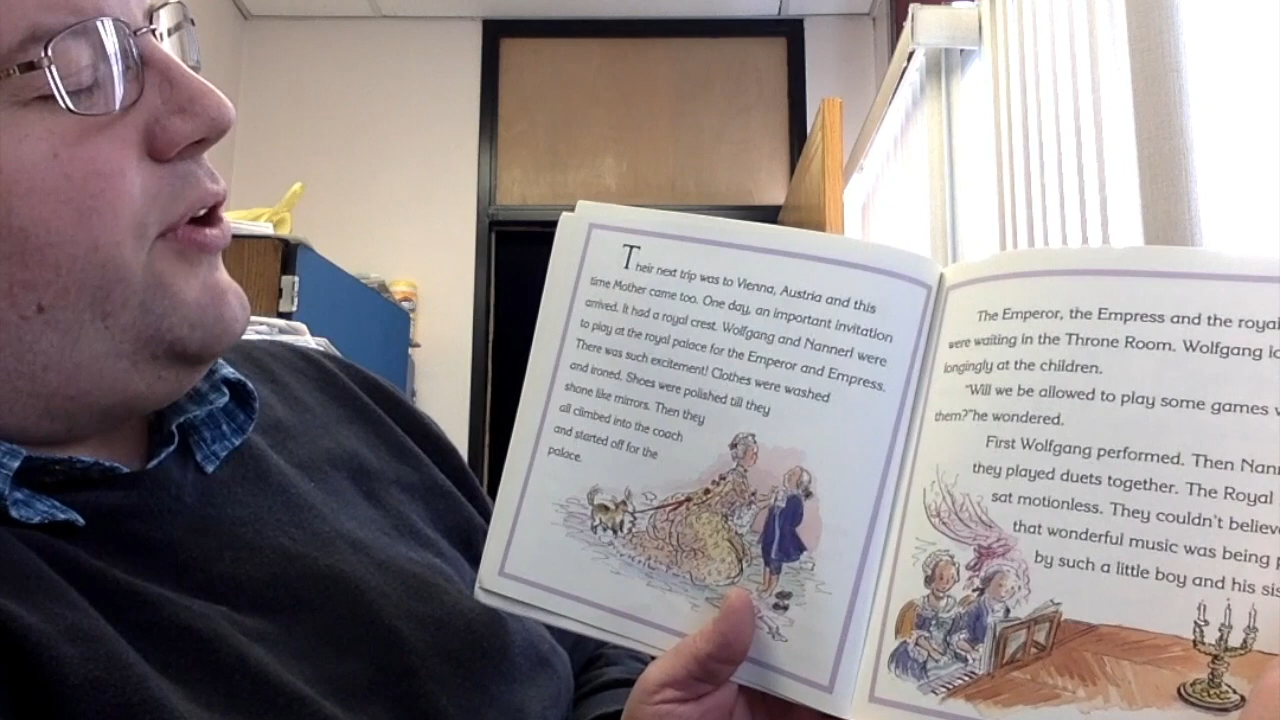 Their next trip was to Vienna, Austria and this
time Mother came too. One day, an important invitation
arrived. It had a royal crest. Wolfgang and Nannerl were
to play at the royal palace for the Emperor and Empress.
There was such excitement! Clothes were washed
and ironed. Shoes were polished till they
shone like mirrors. Then they
all climbed into the coach
and started off for the
palace.
The Emperor, the Empress and the royal
were waiting in the Throne Room. Wolfgang
longingly at the children.
"Will we be allowed to play some games
them?" he wondered.
First Wolfgang performed. Then
they played duets together. The Royal
sat motionless. They couldn't
that wonderful music was being
by such a little boy and his